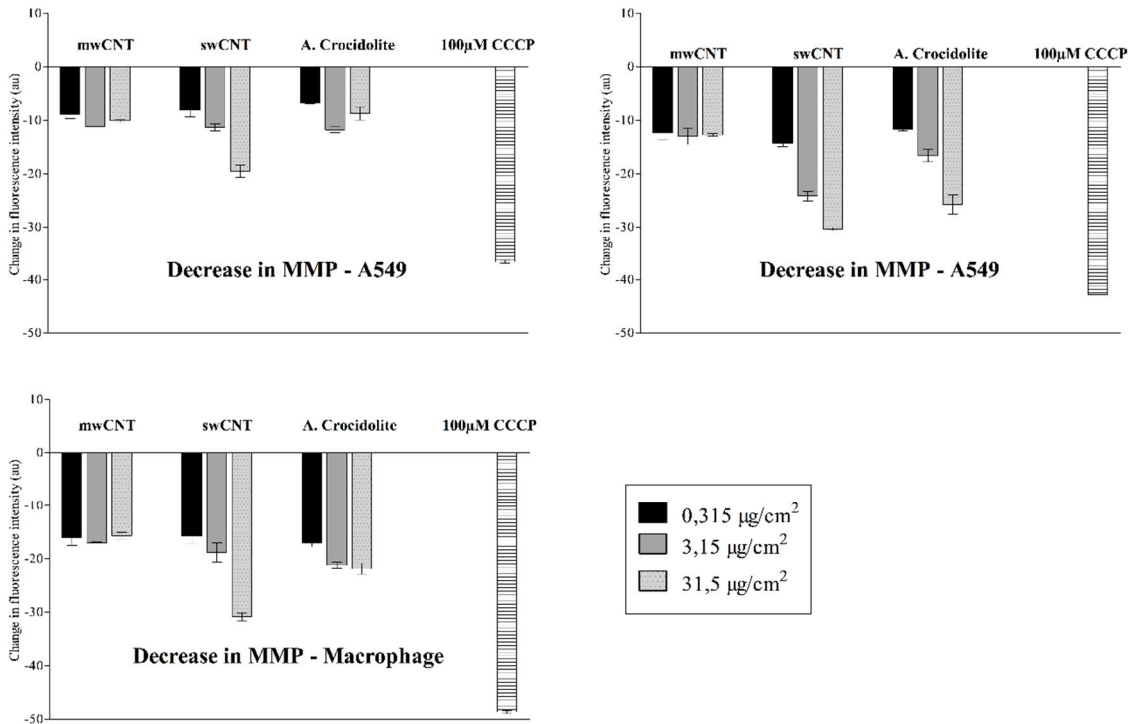 10
mwCNT swCNT A. Crocidolite 100µM CCCP
0
-10
-20
-30
-40
-50
Change in fluorescence intensity (au)
Decrease in MMP - A549
10
mwCNT swCNT A. Crocidolite 100µM CCCP
0
-10
-20
-30
-40
-50
Change in fluorescence intensity (au)
Decrease in MMP - A549
10
mwCNT swCNT A. Crocidolite 100µM CCCP
0
-10
-20
-30
-40
-50
Change in fluorescence intensity (au)
Decrease in MMP - Macrophage
0,315 µg/cm²
3,15 µg/cm²
31,5 µg/cm²